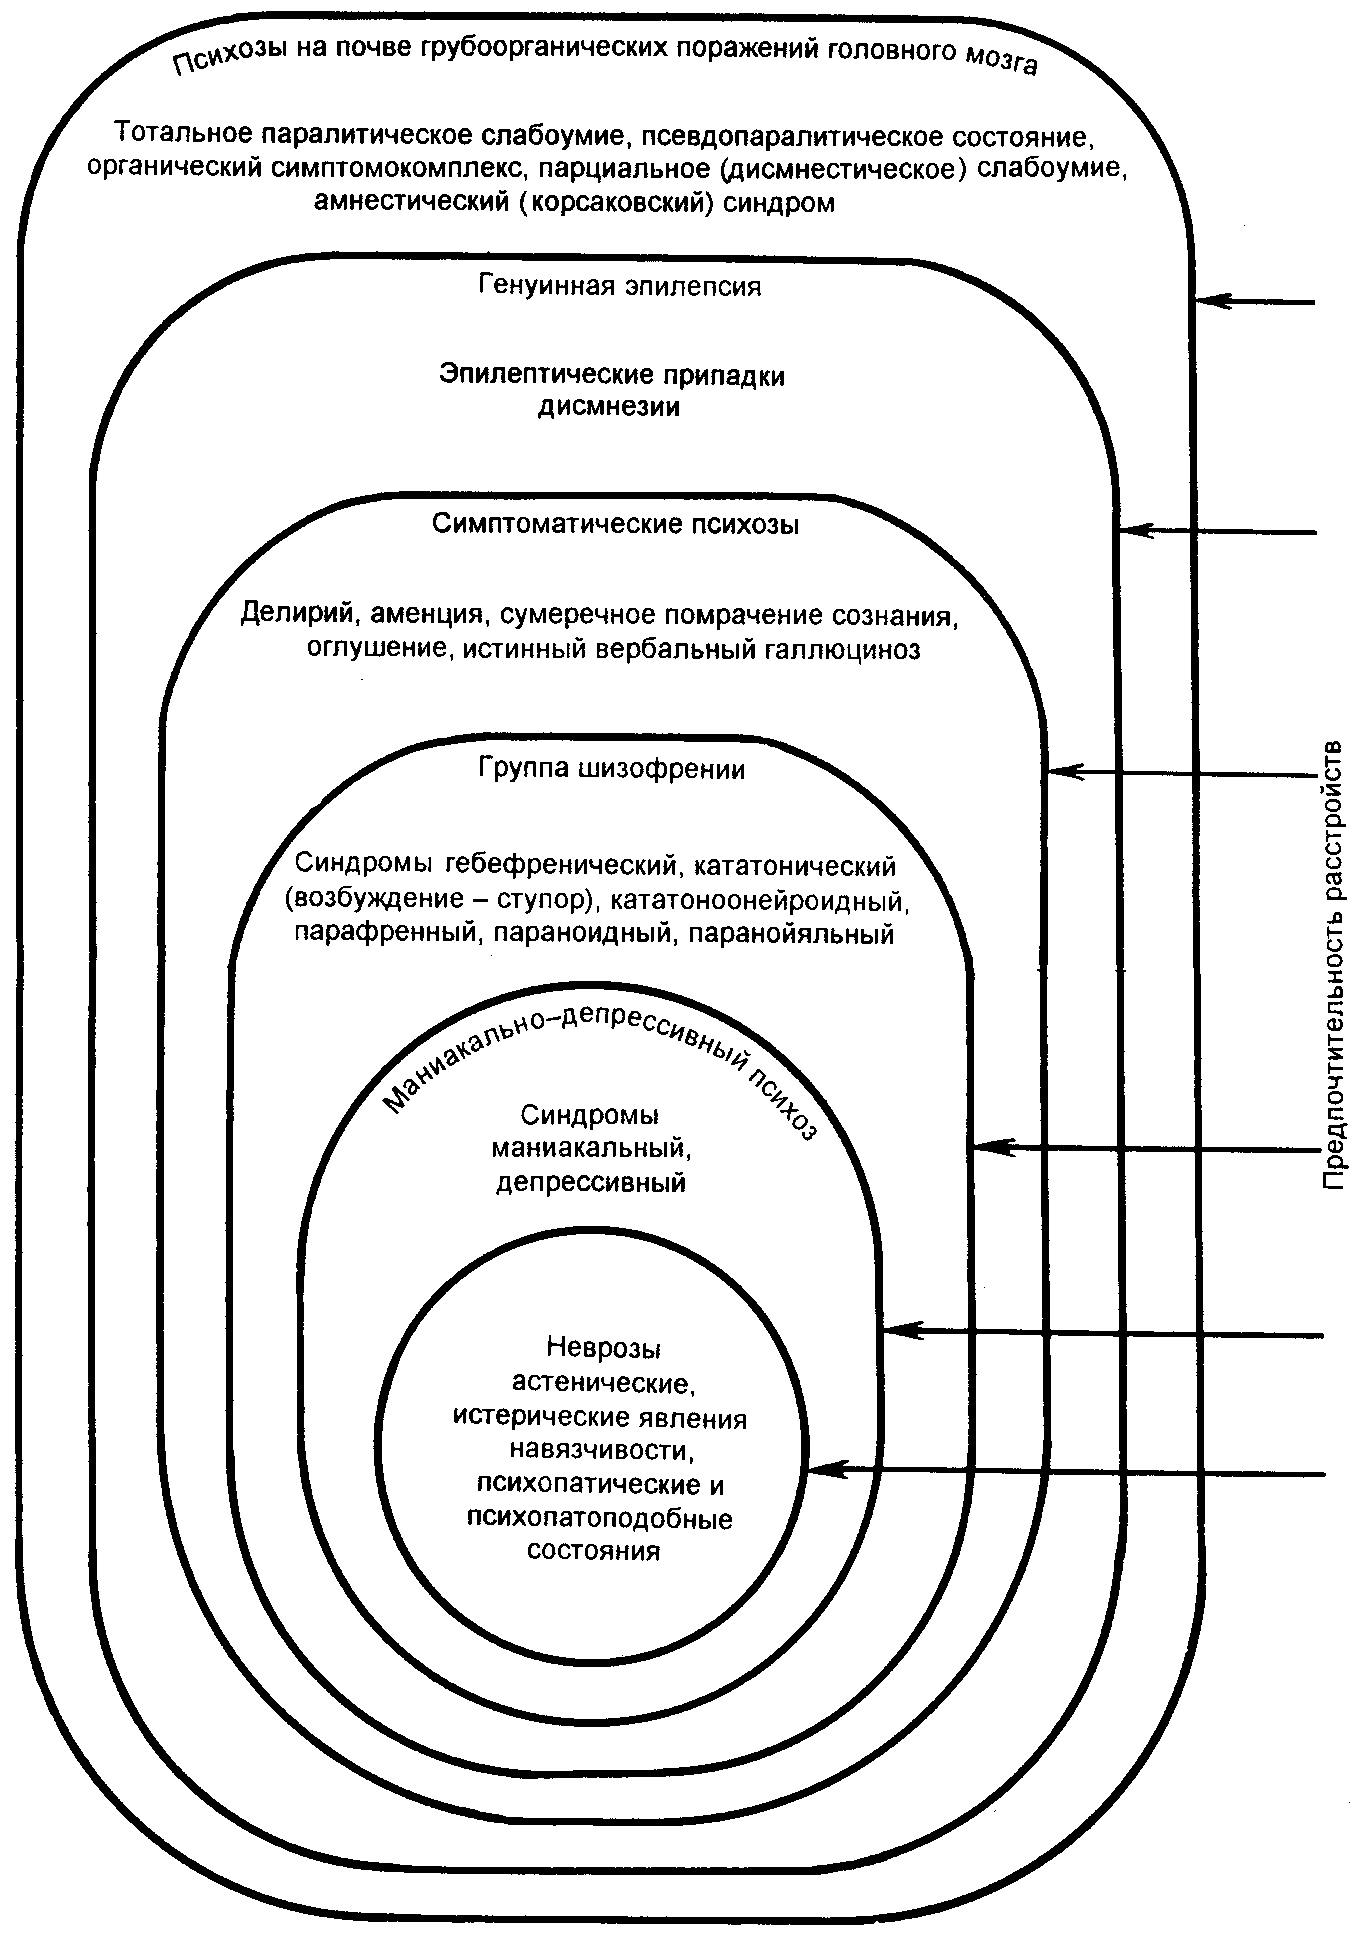 Психозы на почве грубоорганических поражений головного мозга
Тотальное паралитическое слабоумие, псевдопаралитическое состояние,
органический симптомокомплекс, парциальное (дисмнестическое) слабоумие,
амнестический (корсаковский) синдром
Генуинная эпилепсия
Эпилептические припадки
дисмнезии
Симптоматические психозы
Делирий, аменция, сумеречное помрачение сознания,
оглушение, истинный вербальный галлюциноз
Группа шизофрении
Синдромы гебефренический, кататонический
(возбуждение – ступор), кататоноонейроидный,
парафренный, параноидный, паранойяльный
Маниакально–депрессивный психоз
Синдромы
маниакальный,
депрессивный
Неврозы
астенические,
истерические явления
навязчивости,
психопатические и
психопатоподобные
состояния
Предпочтительность расстройств